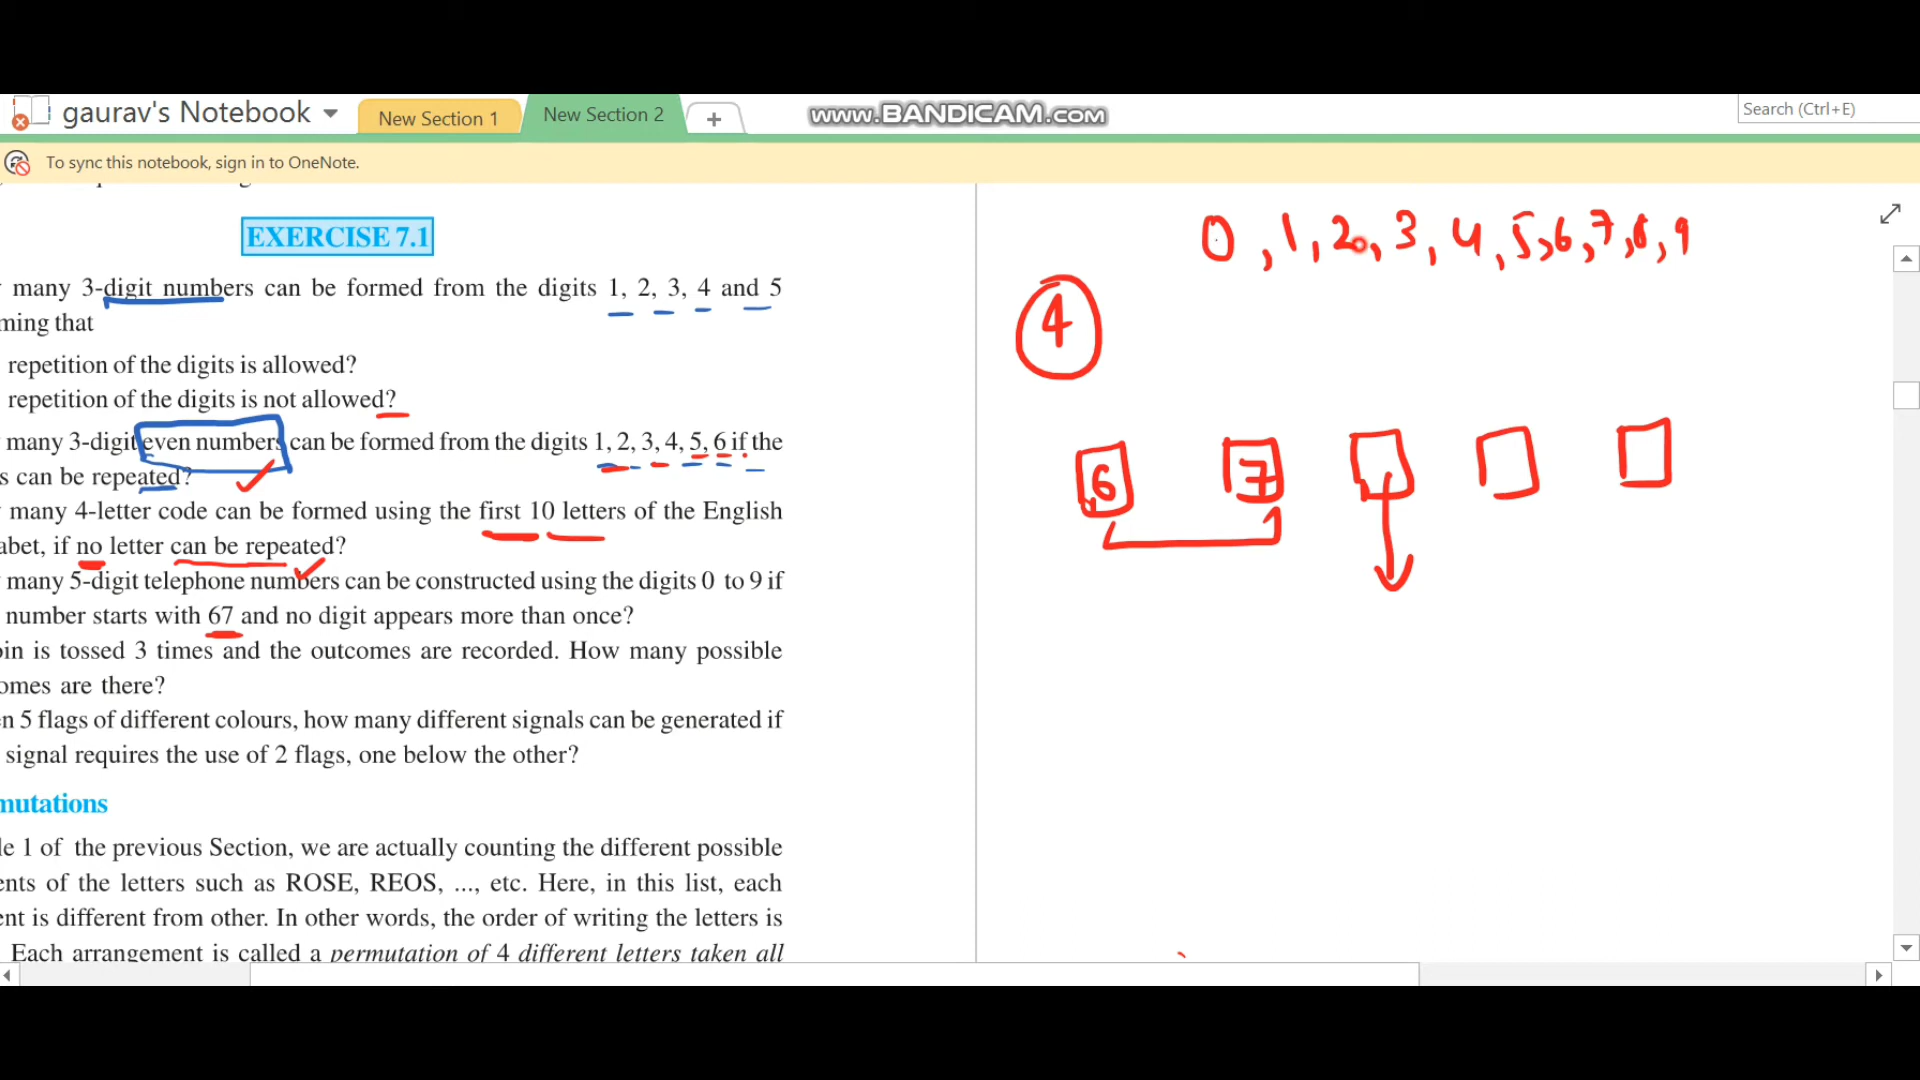 gaurav's Notebook
New Section 1
New Section 2
+
www.BANDICAM.com
Search (Ctrl+E)
To sync this notebook, sign in to OneNote.
EXERCISE 7.1
many 3-digit numbers can be formed from the digits 1, 2, 3, 4 and 5
ming that
repetition of the digits is allowed?
repetition of the digits is not allowed?
many 3-digit even numbers can be formed from the digits 1, 2, 3, 4, 5, 6 if the
s can be repeated?
many 4-letter code can be formed using the first 10 letters of the English
abet, if no letter can be repeated?
many 5-digit telephone numbers can be constructed using the digits 0 to 9 if
number starts with 67 and no digit appears more than once?
oin is tossed 3 times and the outcomes are recorded. How many possible
omes are there?
en 5 flags of different colours, how many different signals can be generated if
signal requires the use of 2 flags, one below the other?
mutations
le 1 of the previous Section, we are actually counting the different possible
ents of the letters such as ROSE, REOS, ..., etc. Here, in this list, each
ent is different from other. In other words, the order of writing the letters is
Each arrangement is called a permutation of 4 different letters taken all
0, 1, 2, 3, 4, 5, 6, 7, 8, 9
4
6 7